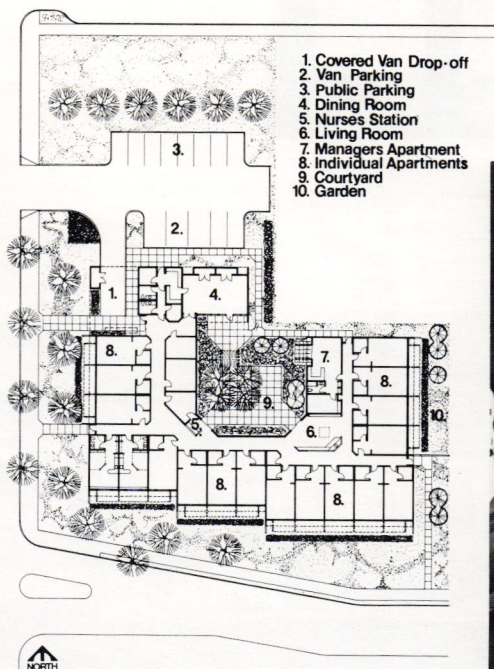 1. Covered Van Drop-off
2. Van Parking
3. Public Parking
4. Dining Room
5. Nurses Station
6. Living Room
7. Managers Apartment
8. Individual Apartments
9. Courtyard
10. Garden
3.
2.
1.
4.
8.
7.
8.
9.
10.
5.
6.
8.
8.
NORTH